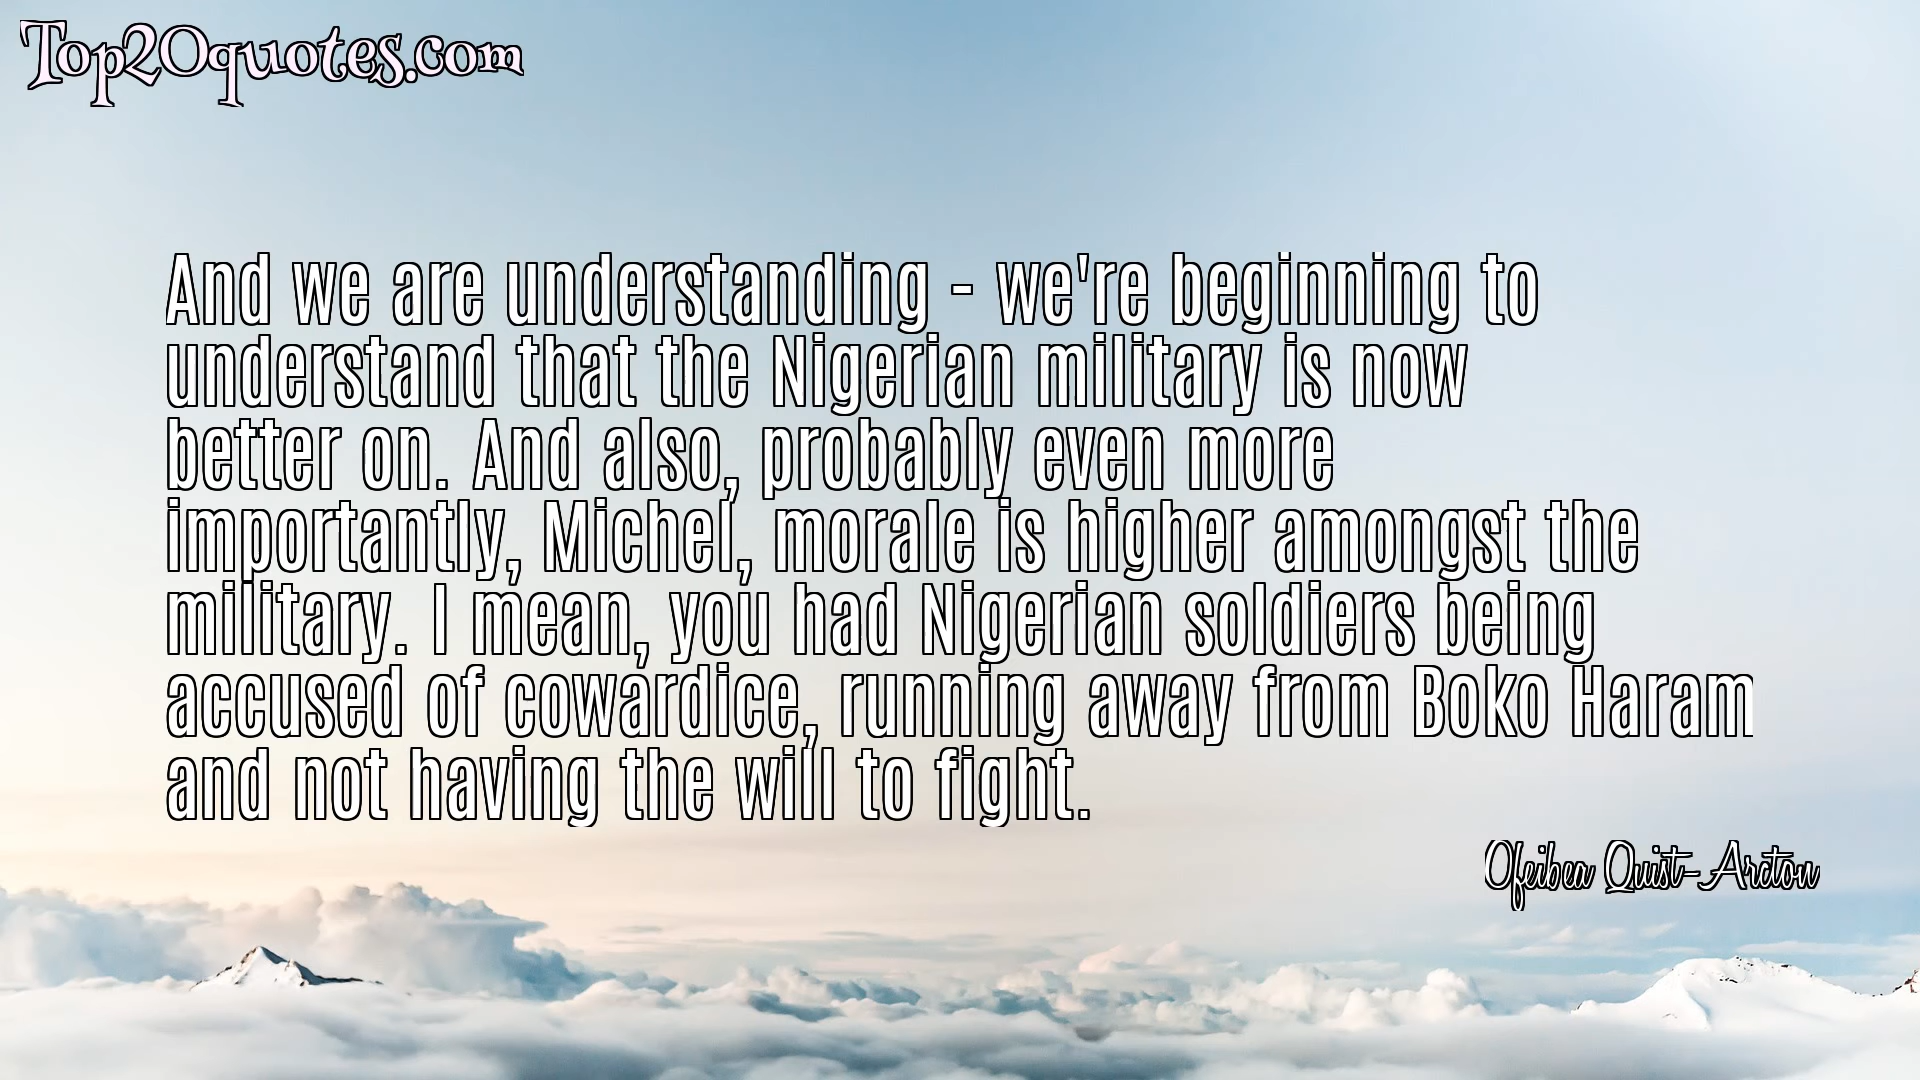 Top20quotes.com
And we are understanding - we're beginning to
understand that the Nigerian military is now
better on. And also, probably even more
importantly, Michel, morale is higher amongst the
military. I mean, you had Nigerian soldiers being
accused of cowardice, running away from Boko Haram
and not having the will to fight.
Ofeibea Quist-Arcton